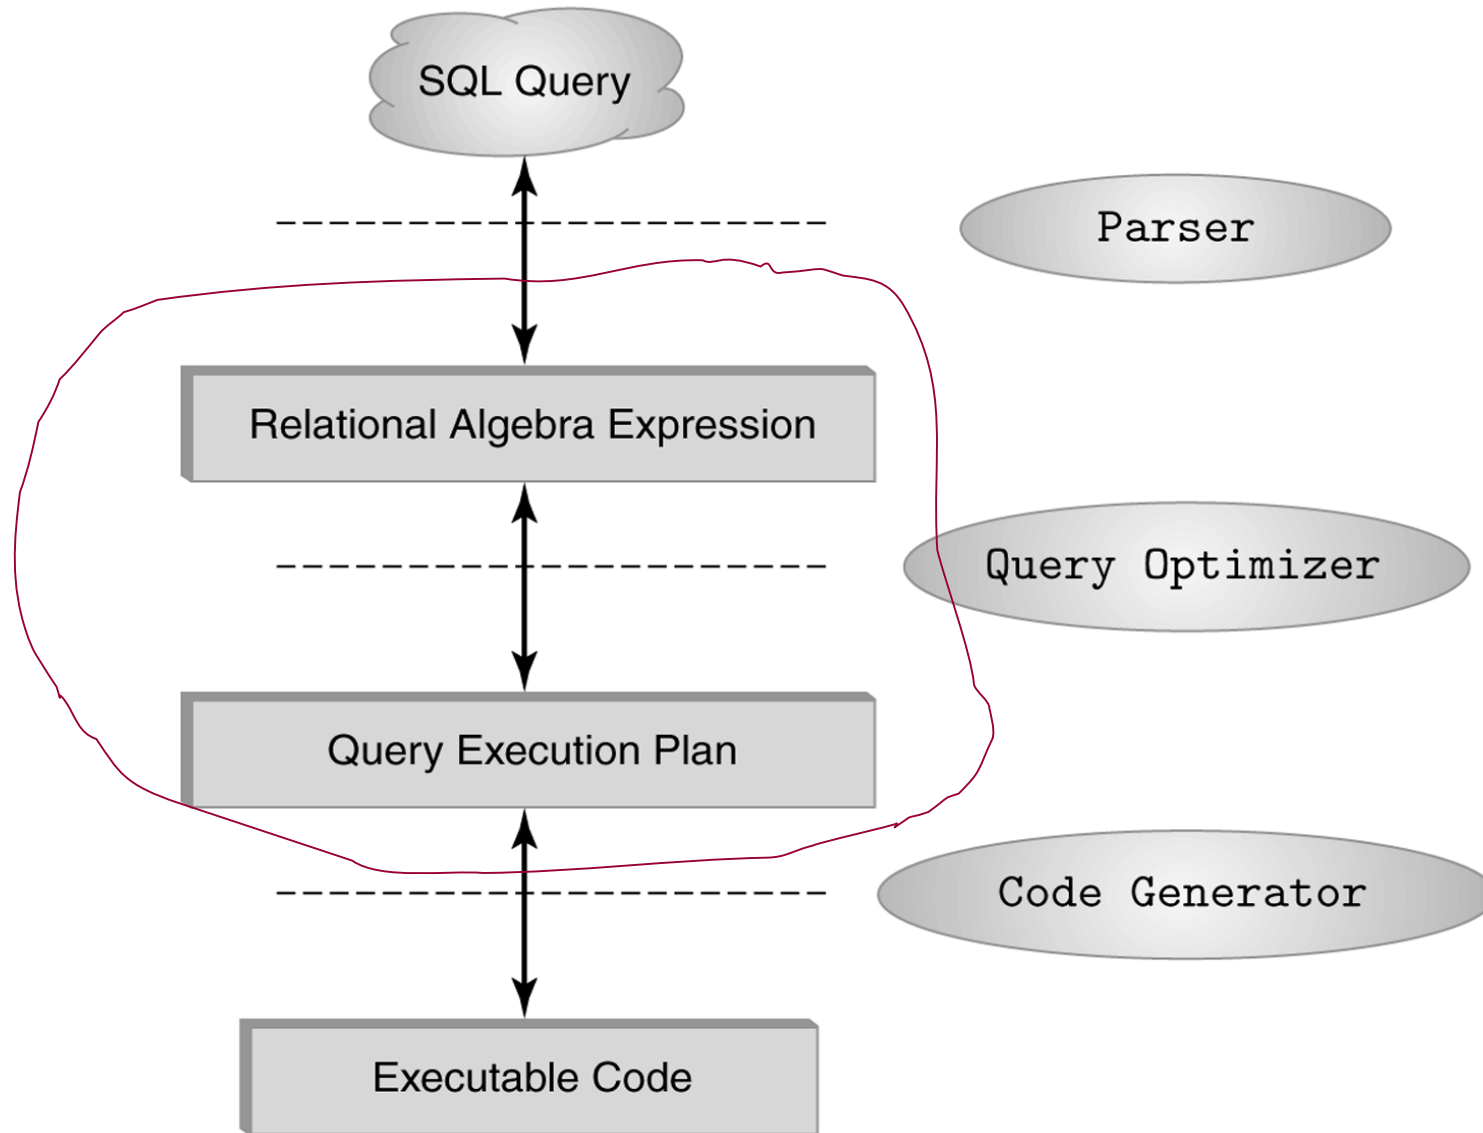 SQL Query
Parser
Relational Algebra Expression
Query Optimizer
Query Execution Plan
Code Generator
Executable Code